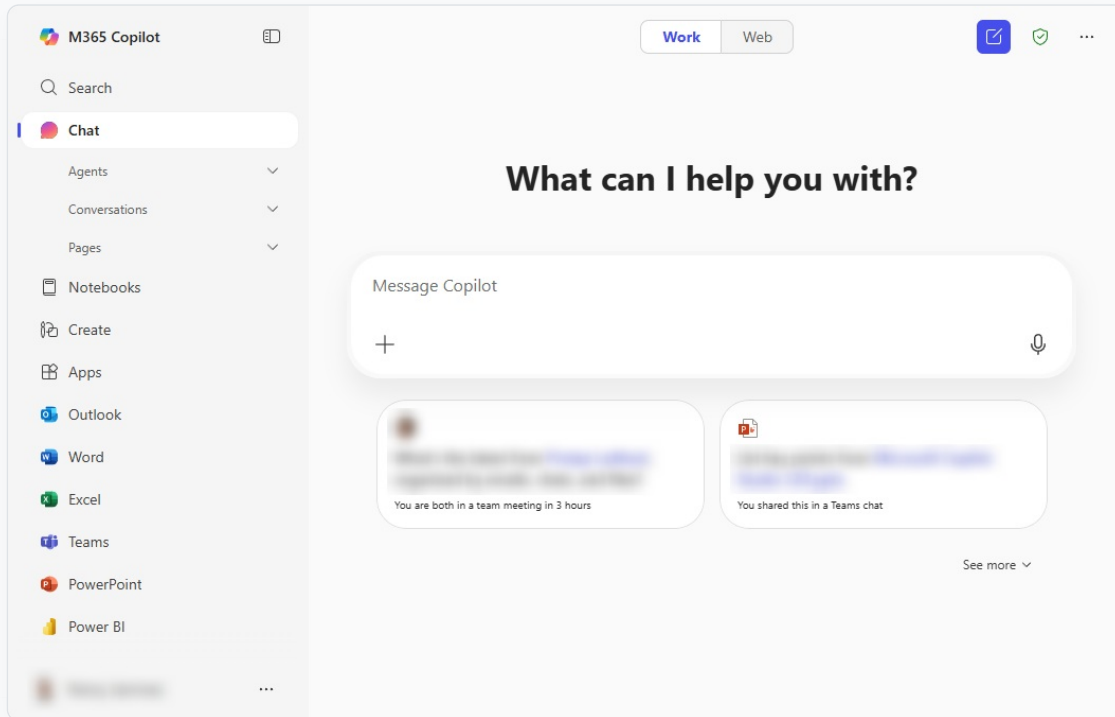 M365 Copilot
Search
Chat
Agents
Conversations
Pages
Notebooks
Create
Apps
Outlook
Word
Excel
Teams
PowerPoint
Power BI
Work
Web
What can I help you with?
Message Copilot
You are both in a team meeting in 3 hours
You shared this in a Teams chat
See more